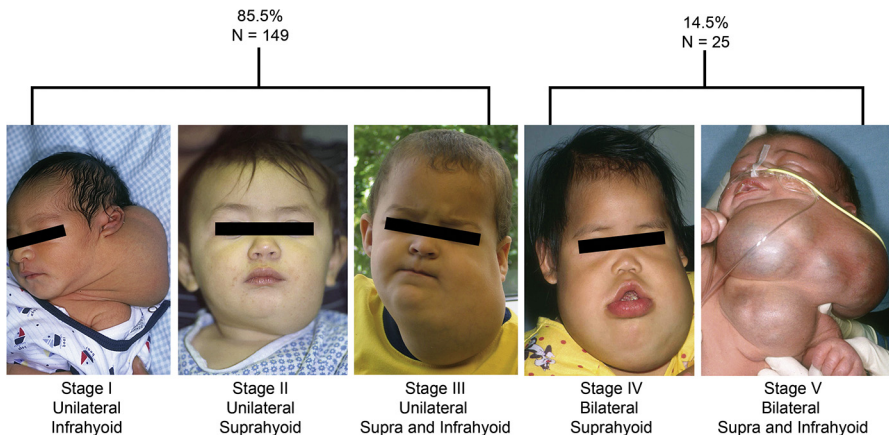 85.5%
N = 149
14.5%
N = 25
Stage I
Unilateral
Infrahyoid
Stage II
Unilateral
Suprahyoid
Stage III
Unilateral
Supra and Infrahyoid
Stage IV
Bilateral
Suprahyoid
Stage V
Bilateral
Supra and Infrahyoid